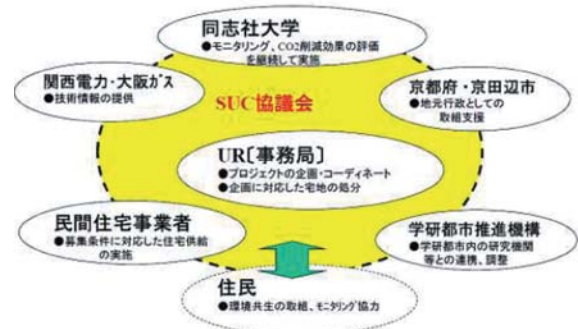 同志社大学
●モニタリング、CO2削減効果の評価
を継続して実施
関西電力・大阪ガス
●技術情報の提供
京都府・京田辺市
●地元行政としての
取組支援
SUC協議会
UR〔事務局〕
●プロジェクトの企画・コーディネート
●企画に対応した宅地の処分
民間住宅事業者
●募集条件に対応した住宅供給
の実施
学研都市推進機構
●学研都市内の研究機関
等との連携、調整
住民
●環境共生の取組、モニタリング協力